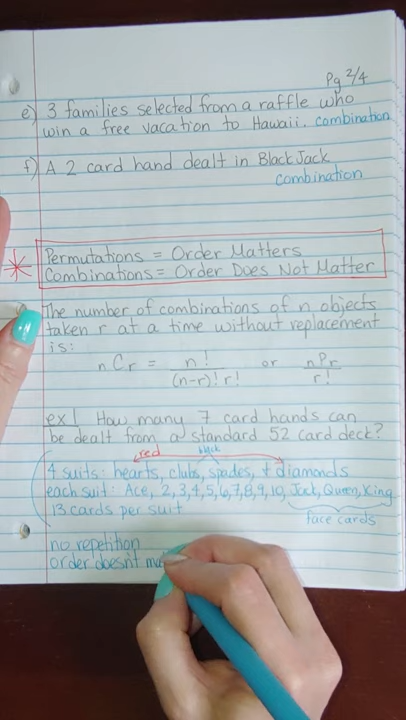 Pg 2/4
e) 3 families selected from a raffle who
win a free vacation to Hawaii. combination
f) A 2 card hand dealt in BlackJack
combination
Permutations = Order Matters
* Combinations = Order Does Not Matter
The number of combinations of n objects
taken r at a time without replacement
is:
nCr = n! / (n-r)! r! or nPr / r!
ex1 How many 7 card hands can
be dealt from a standard 52 card deck?
red black
4 suits: hearts, clubs, spades, + diamonds
each suit: Ace, 2,3,4,5,6,7,8,9,10, Jack, Queen, King
13 cards per suit
face cards
no repetition
order doesn't